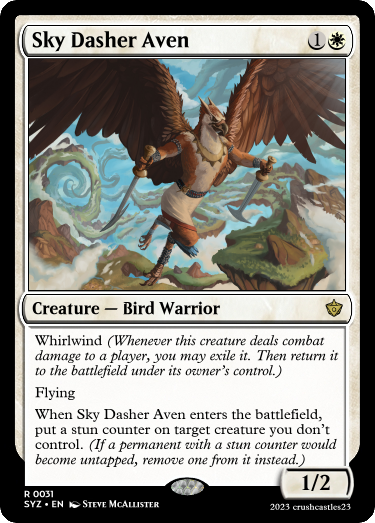 Sky Dasher Aven 1
Creature — Bird Warrior
Whirlwind (Whenever this creature deals combat
damage to a player, you may exile it. Then return it
to the battlefield under its owner's control.)
Flying
When Sky Dasher Aven enters the battlefield,
put a stun counter on target creature you don't
control. (If a permanent with a stun counter would
become untapped, remove one from it instead.)
1/2
R 0031
SYZ • EN Steve McAllister
2023 crushcastles23